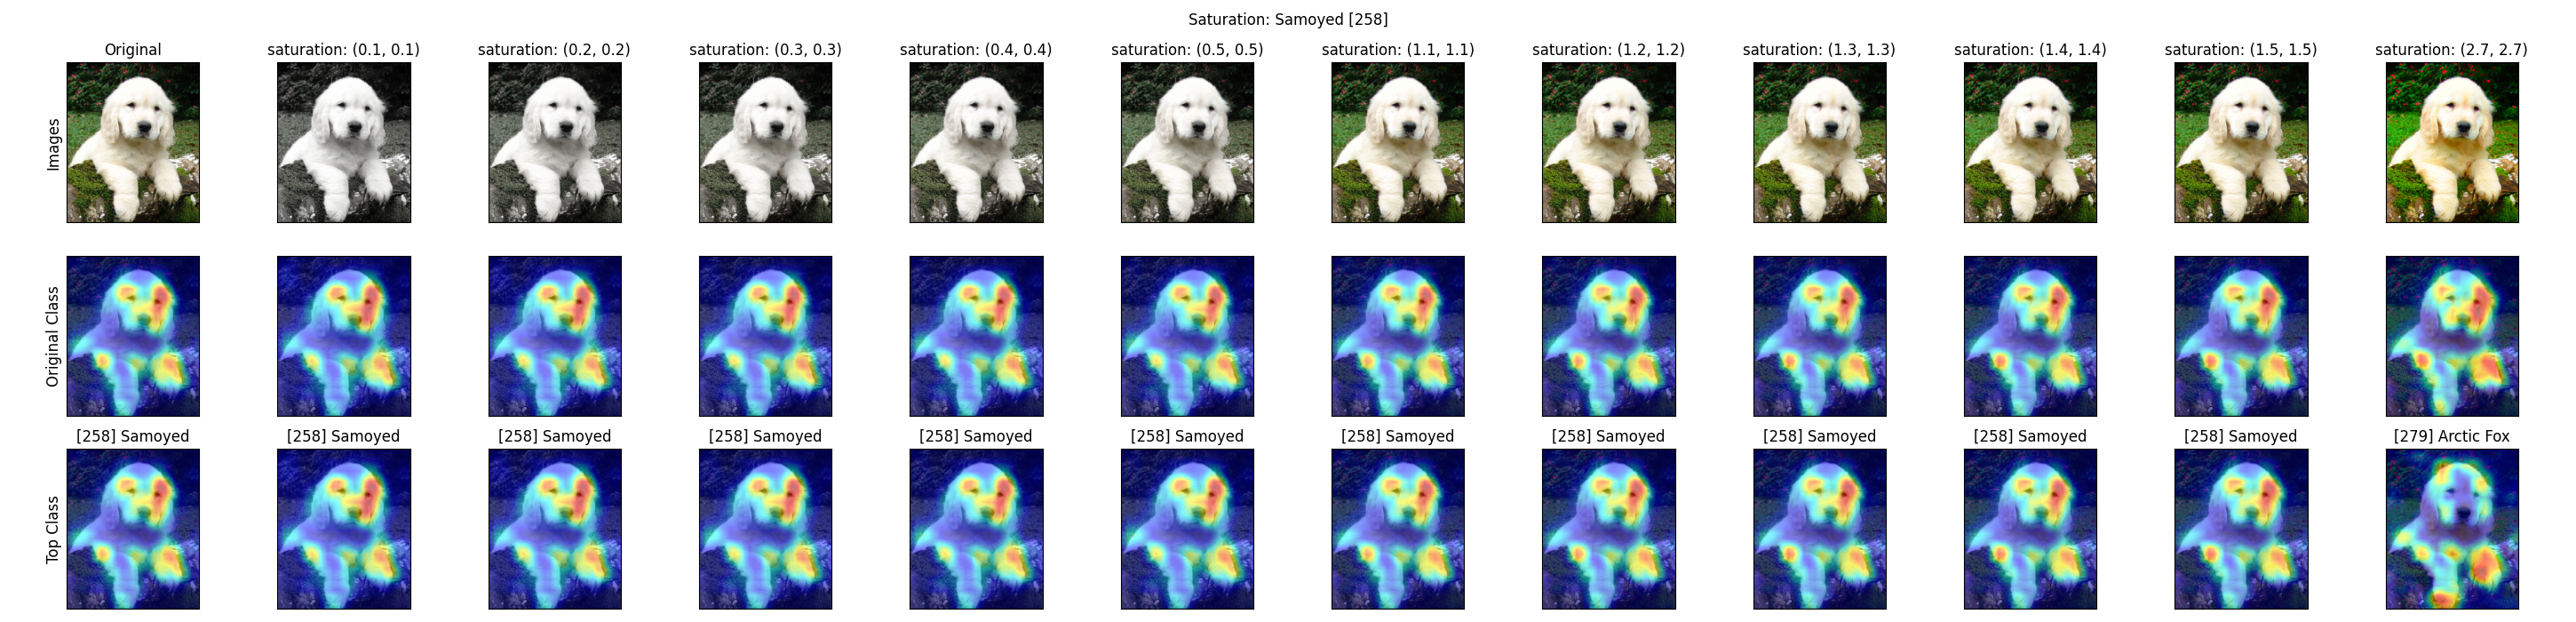 Saturation: Samoyed [258]
Original saturation: (0.1, 0.1) saturation: (0.2, 0.2) saturation: (0.3, 0.3) saturation: (0.4, 0.4) saturation: (0.5, 0.5) saturation: (1.1, 1.1) saturation: (1.2, 1.2) saturation: (1.3, 1.3) saturation: (1.4, 1.4) saturation: (1.5, 1.5) saturation: (2.7, 2.7)
Images
Original Class
[258] Samoyed [258] Samoyed [258] Samoyed [258] Samoyed [258] Samoyed [258] Samoyed [258] Samoyed [258] Samoyed [258] Samoyed [258] Samoyed [258] Samoyed [279] Arctic Fox
Top Class